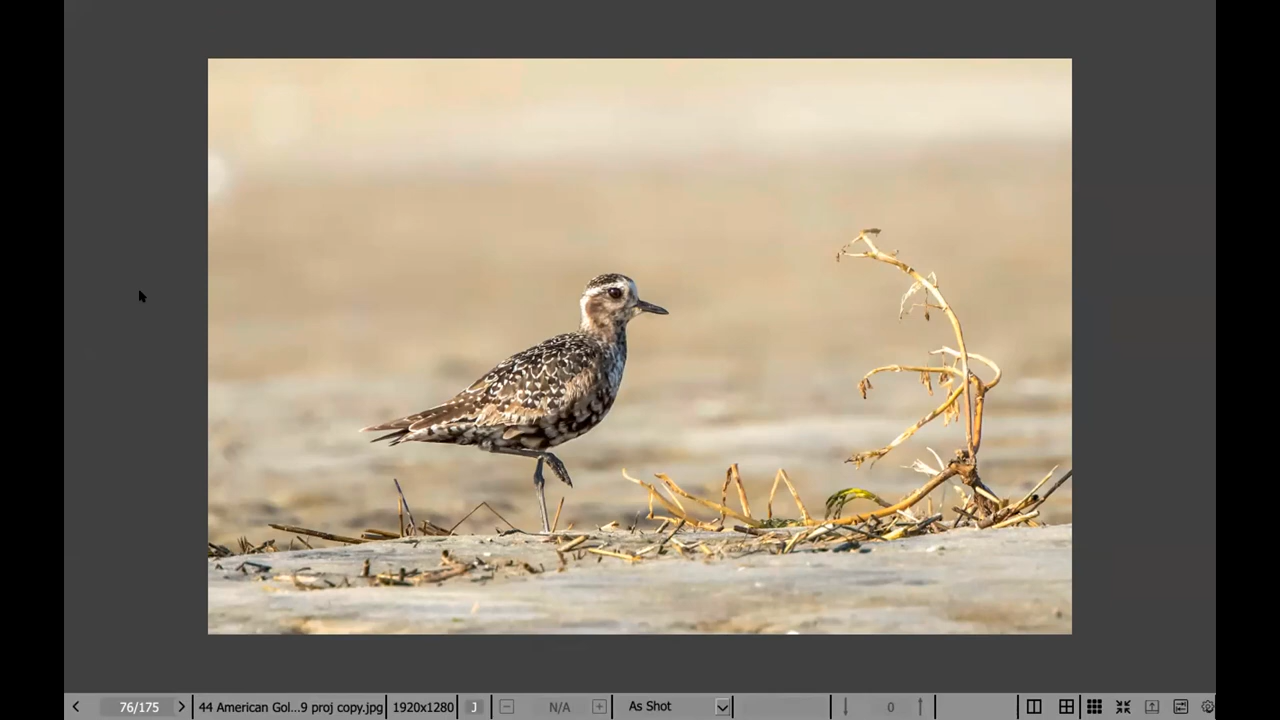 76/175
44 American Gol...9 proj copy.jpg
1920x1280
J
N/A
As Shot
0